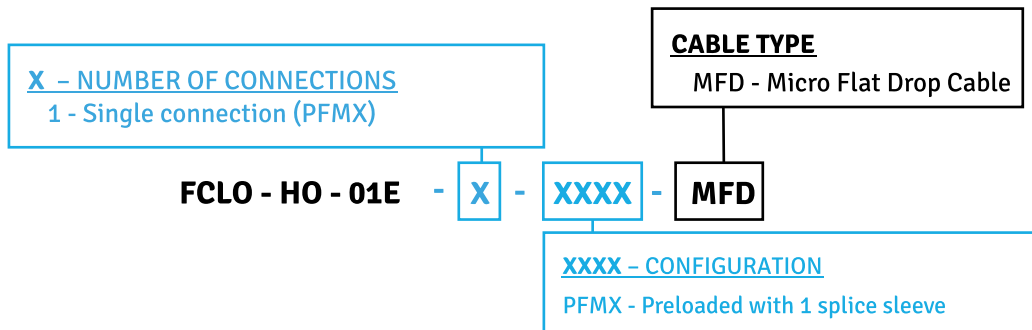 CABLE TYPE
MFD - Micro Flat Drop Cable
X – NUMBER OF CONNECTIONS
1 - Single connection (PFMX)
FCLO - HO - 01E - X - XXXX - MFD
XXXX – CONFIGURATION
PFMX - Preloaded with 1 splice sleeve